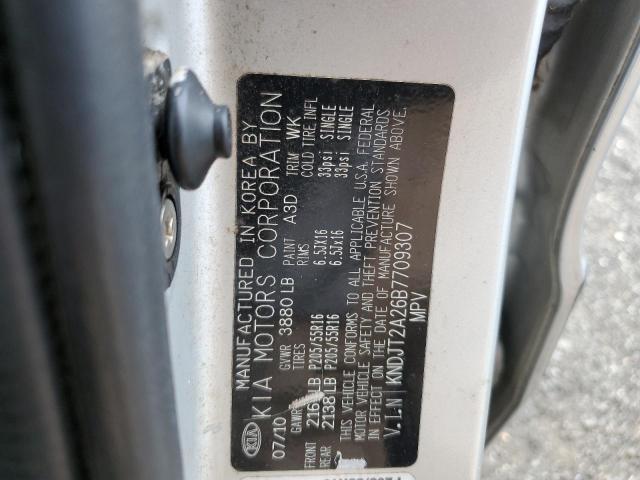 MANUFACTURED IN KOREA BY
KIA KIA MOTORS CORPORATION
07/10 GVWR 3880 LB PAINT A3D TRIM WK
GAWR TIRES RIMS COLD TIRE INFL
FRONT LB P205/55R16 6.5Jx16 33psi SINGLE
REAR 2138 LB P205/55R16 6.5Jx16 33psi SINGLE
THIS VEHICLE CONFORMS TO ALL APPLICABLE U.S.A. FEDERAL
MOTOR VEHICLE SAFETY AND THEFT PREVENTION STANDARDS
IN EFFECT ON THE DATE OF MANUFACTURE SHOWN ABOVE.
V.I.N KNDJT2A26B7709307
MPV